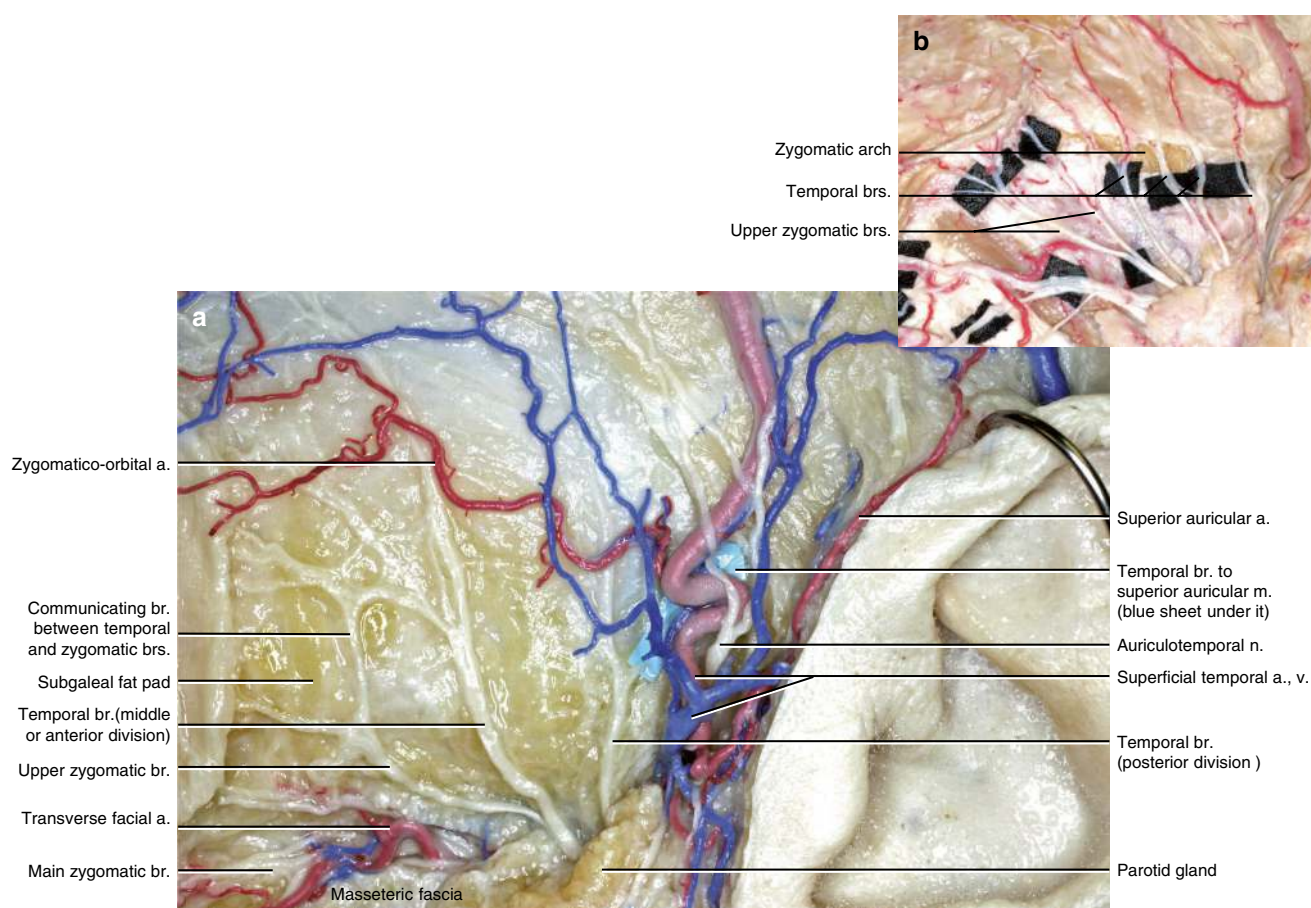 b
Zygomatic arch
Temporal brs.
Upper zygomatic brs.
a
Zygomatico-orbital a.
Communicating br.
between temporal
and zygomatic brs.
Subgaleal fat pad
Temporal br.(middle
or anterior division)
Upper zygomatic br.
Transverse facial a.
Main zygomatic br.
Masseteric fascia
Superior auricular a.
Temporal br. to
superior auricular m.
(blue sheet under it)
Auriculotemporal n.
Superficial temporal a., v.
Temporal br.
(posterior division )
Parotid gland